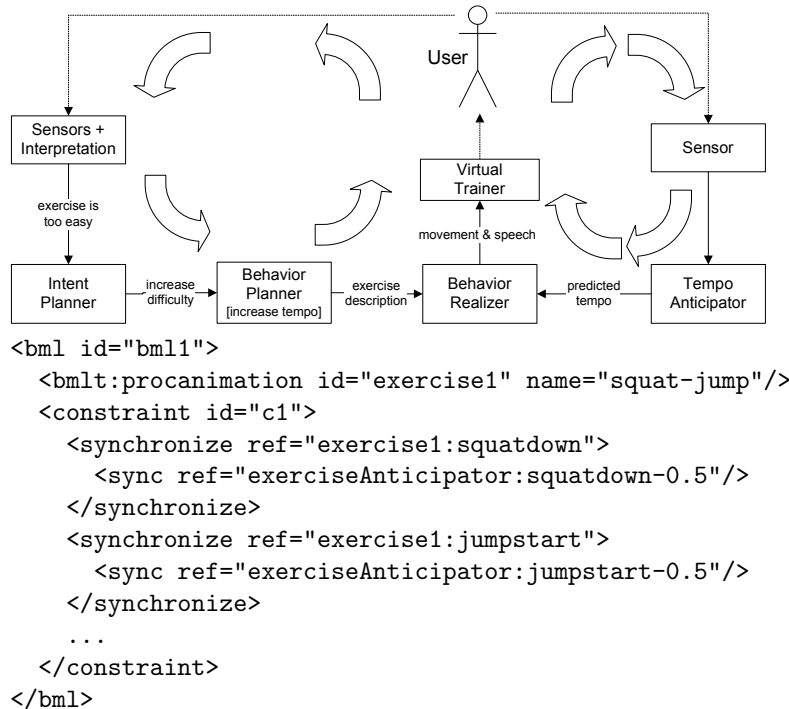 User
Sensors +
Interpretation
Sensor
Virtual
Trainer
exercise is
too easy
movement & speech
Intent
Planner
increase
difficulty
Behavior
Planner
[increase tempo]
exercise
description
Behavior
Realizer
predicted
tempo
Tempo
Anticipator
<bml id="bml1">
  <bmlt:procanimation id="exercise1" name="squat-jump"/>
  <constraint id="c1">
    <synchronize ref="exercise1:squatdown">
      <sync ref="exerciseAnticipator:squatdown-0.5"/>
    </synchronize>
    <synchronize ref="exercise1:jumpstart">
      <sync ref="exerciseAnticipator:jumpstart-0.5"/>
    </synchronize>
    ...
  </constraint>
</bml>